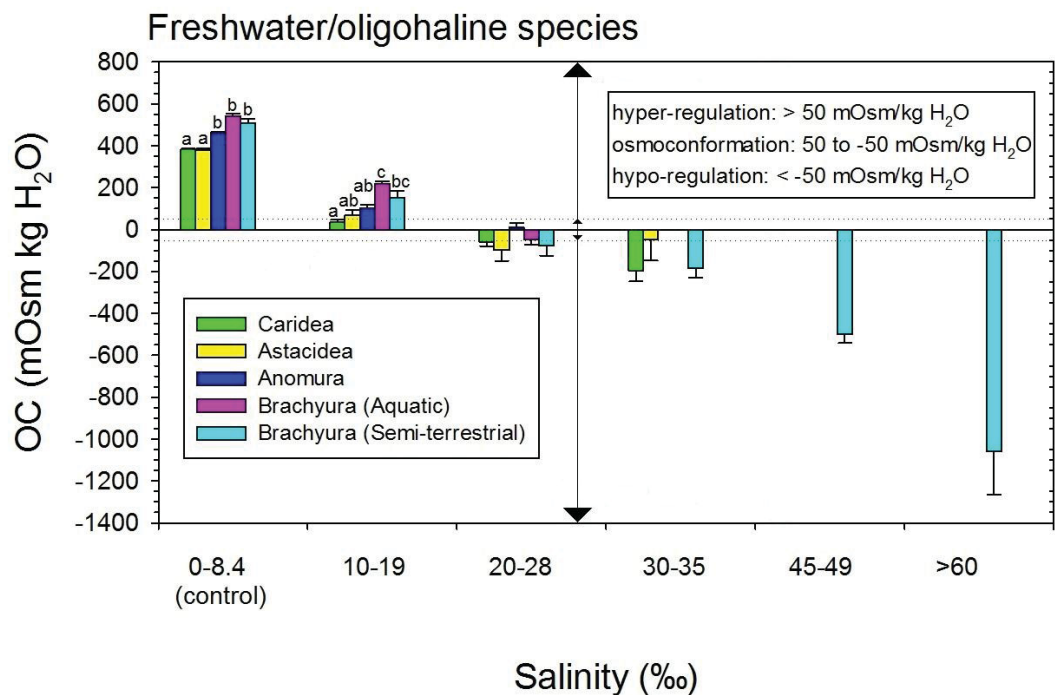 Freshwater/oligohaline species
OC (mOsm kg H₂O)
800
600
400
200
0
-200
-400
-600
-800
-1000
-1200
-1400
a a b b b
a ab ab c bc
hyper-regulation: > 50 mOsm/kg H₂O
osmoconformation: 50 to -50 mOsm/kg H₂O
hypo-regulation: < -50 mOsm/kg H₂O
Caridea
Astacidea
Anomura
Brachyura (Aquatic)
Brachyura (Semi-terrestrial)
0-8.4 10-19 20-28 30-35 45-49 >60
(control)
Salinity (‰)